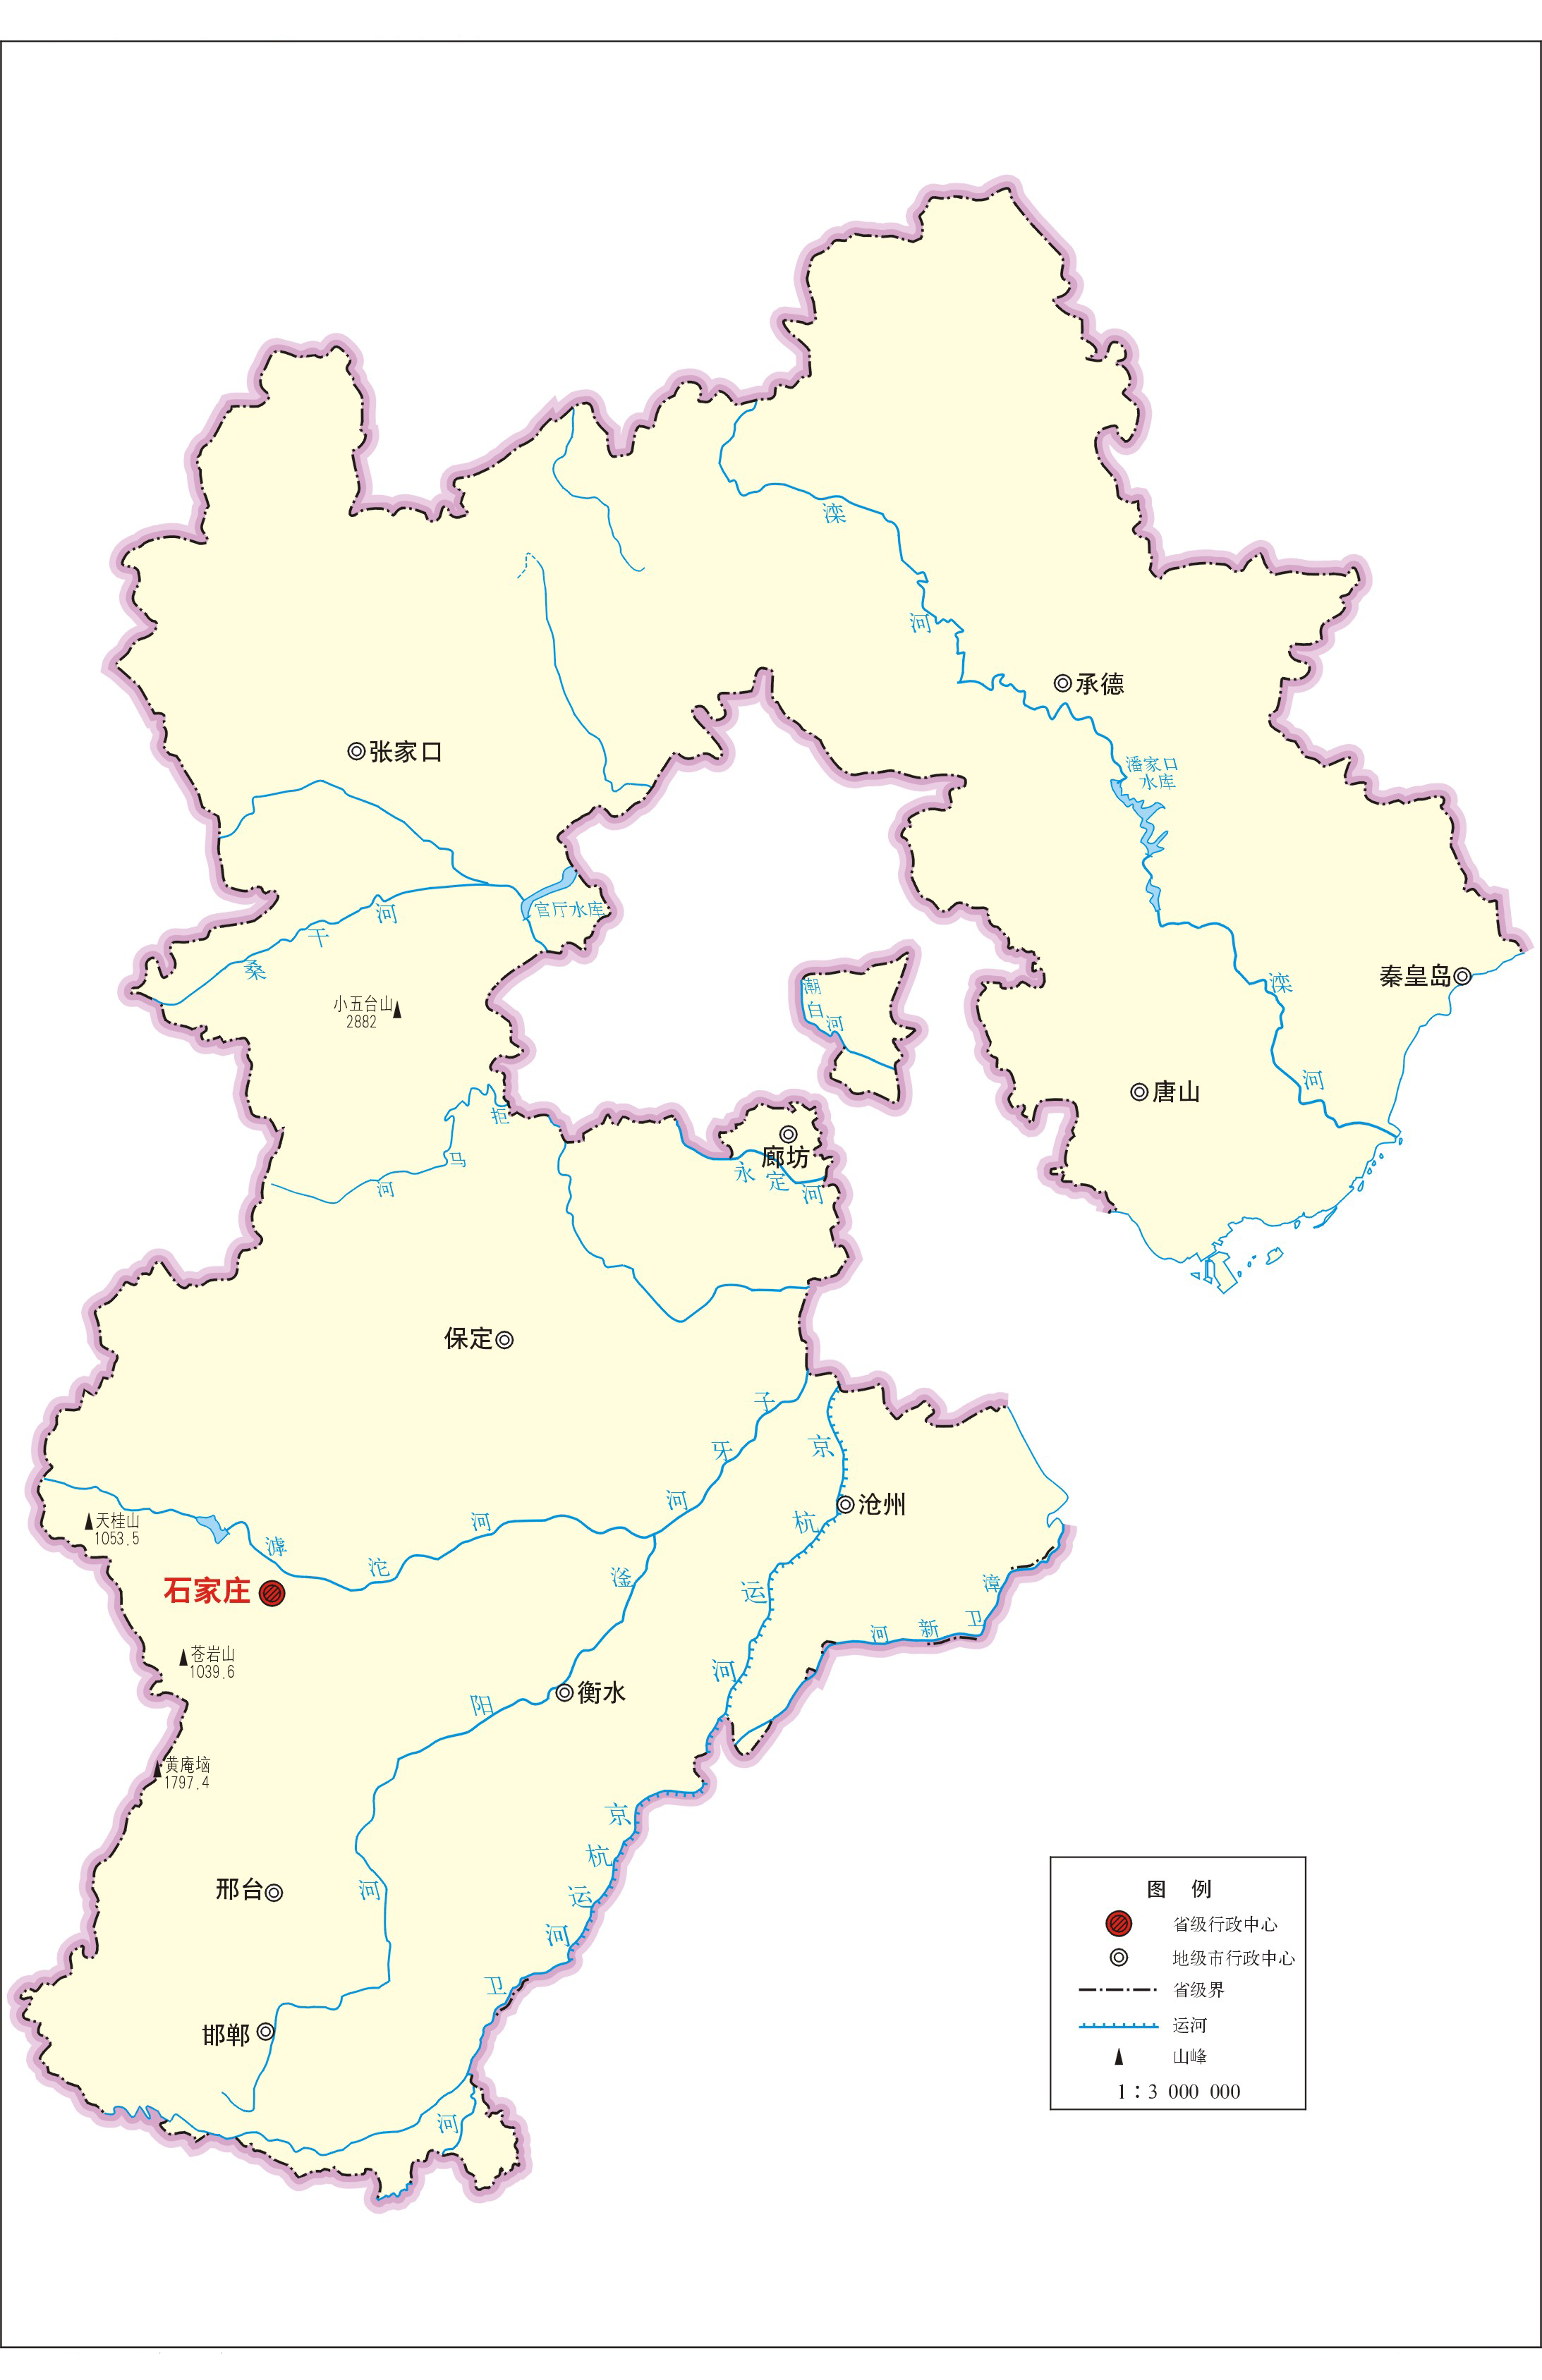 滦
河
承德
张家口
潘家口
水库
河
官厅水库
干
桑
秦皇岛
滦
潮
白
河
小五台山
2882
河
唐山
拒
廊坊
马
永
定
河
河
保定
子
京
牙
河
沧州
天桂山
1053.5
河
杭
滹
沱
滏
漳
石家庄
运
卫
新
河
苍岩山
1039.6
河
衡水
阳
黄庵垴
1797.4
京
杭
邢台
河
运
河
卫
邯郸
河
图 例
省级行政中心
地级市行政中心
省级界
运河
山峰
1：3 000 000